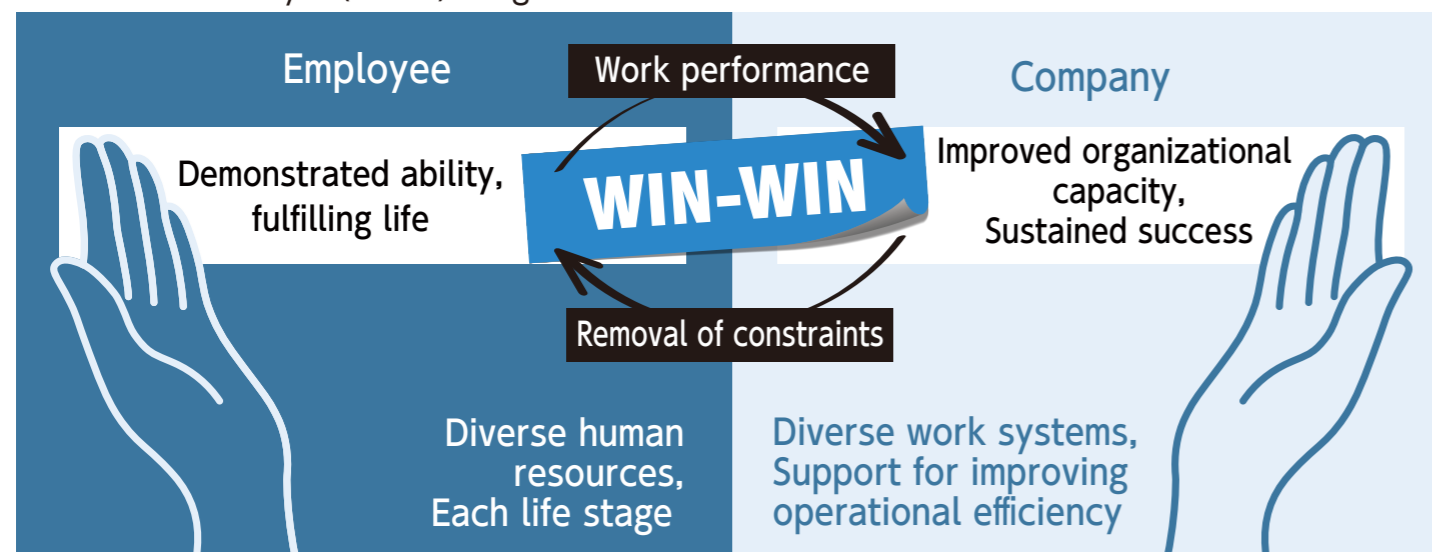 Employee
Work performance
Company
Demonstrated ability,
fulfilling life
WIN-WIN
Improved organizational
capacity,
Sustained success
Removal of constraints
Diverse human
resources,
Each life stage
Diverse work systems,
Support for improving
operational efficiency